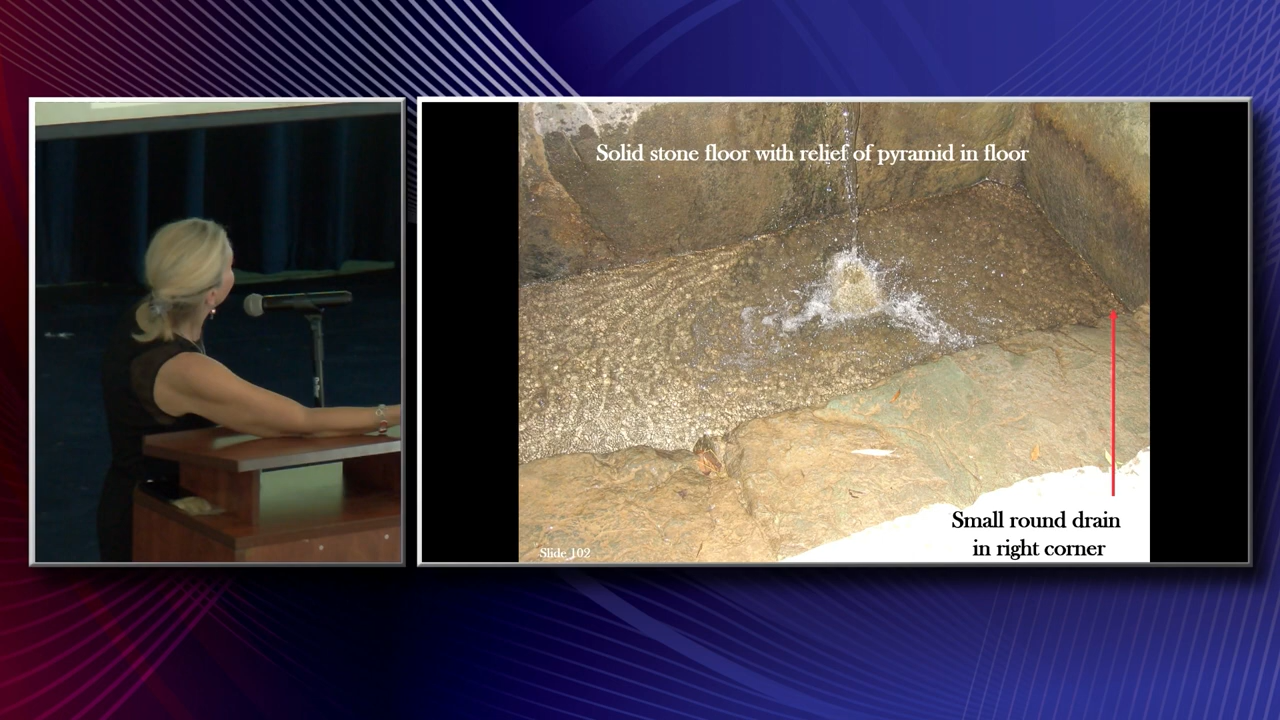 Solid stone floor with relief of pyramid in floor
Small round drain
in right corner
Slide 102